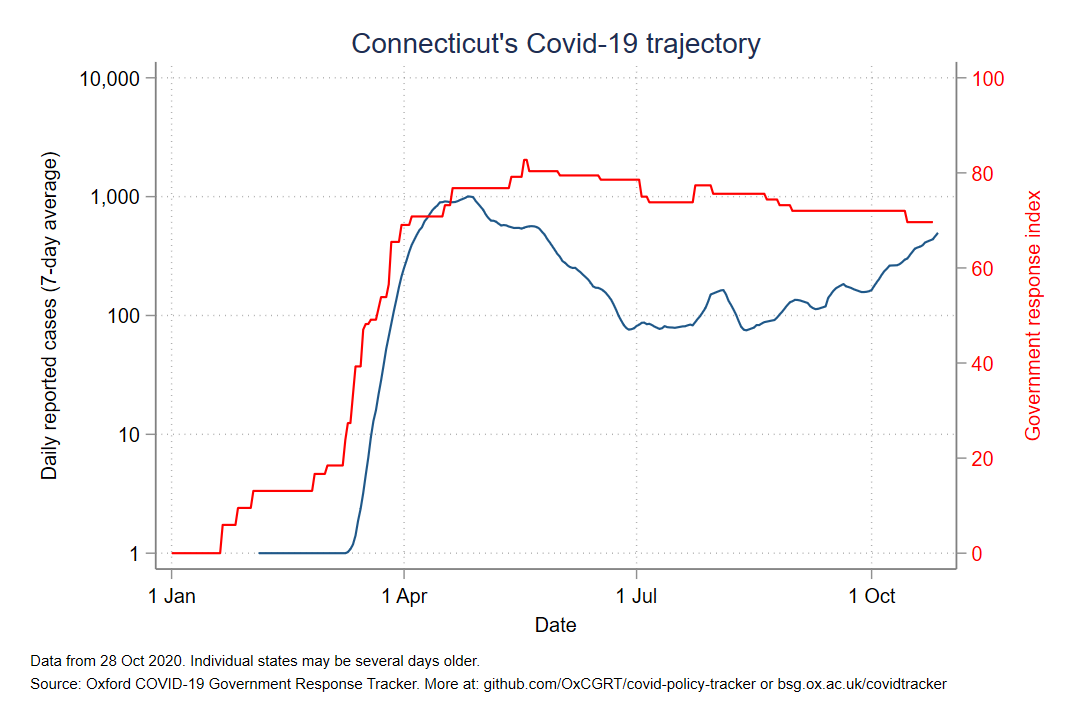 Connecticut's Covid-19 trajectory
Daily reported cases (7-day average)
10,000
1,000
100
10
1
100
80
60
40
20
0
Government response index
1 Jan
1 Apr
1 Jul
1 Oct
Date
Data from 28 Oct 2020. Individual states may be several days older.
Source: Oxford COVID-19 Government Response Tracker. More at: github.com/OxCGRT/covid-policy-tracker or bsg.ox.ac.uk/covidtracker